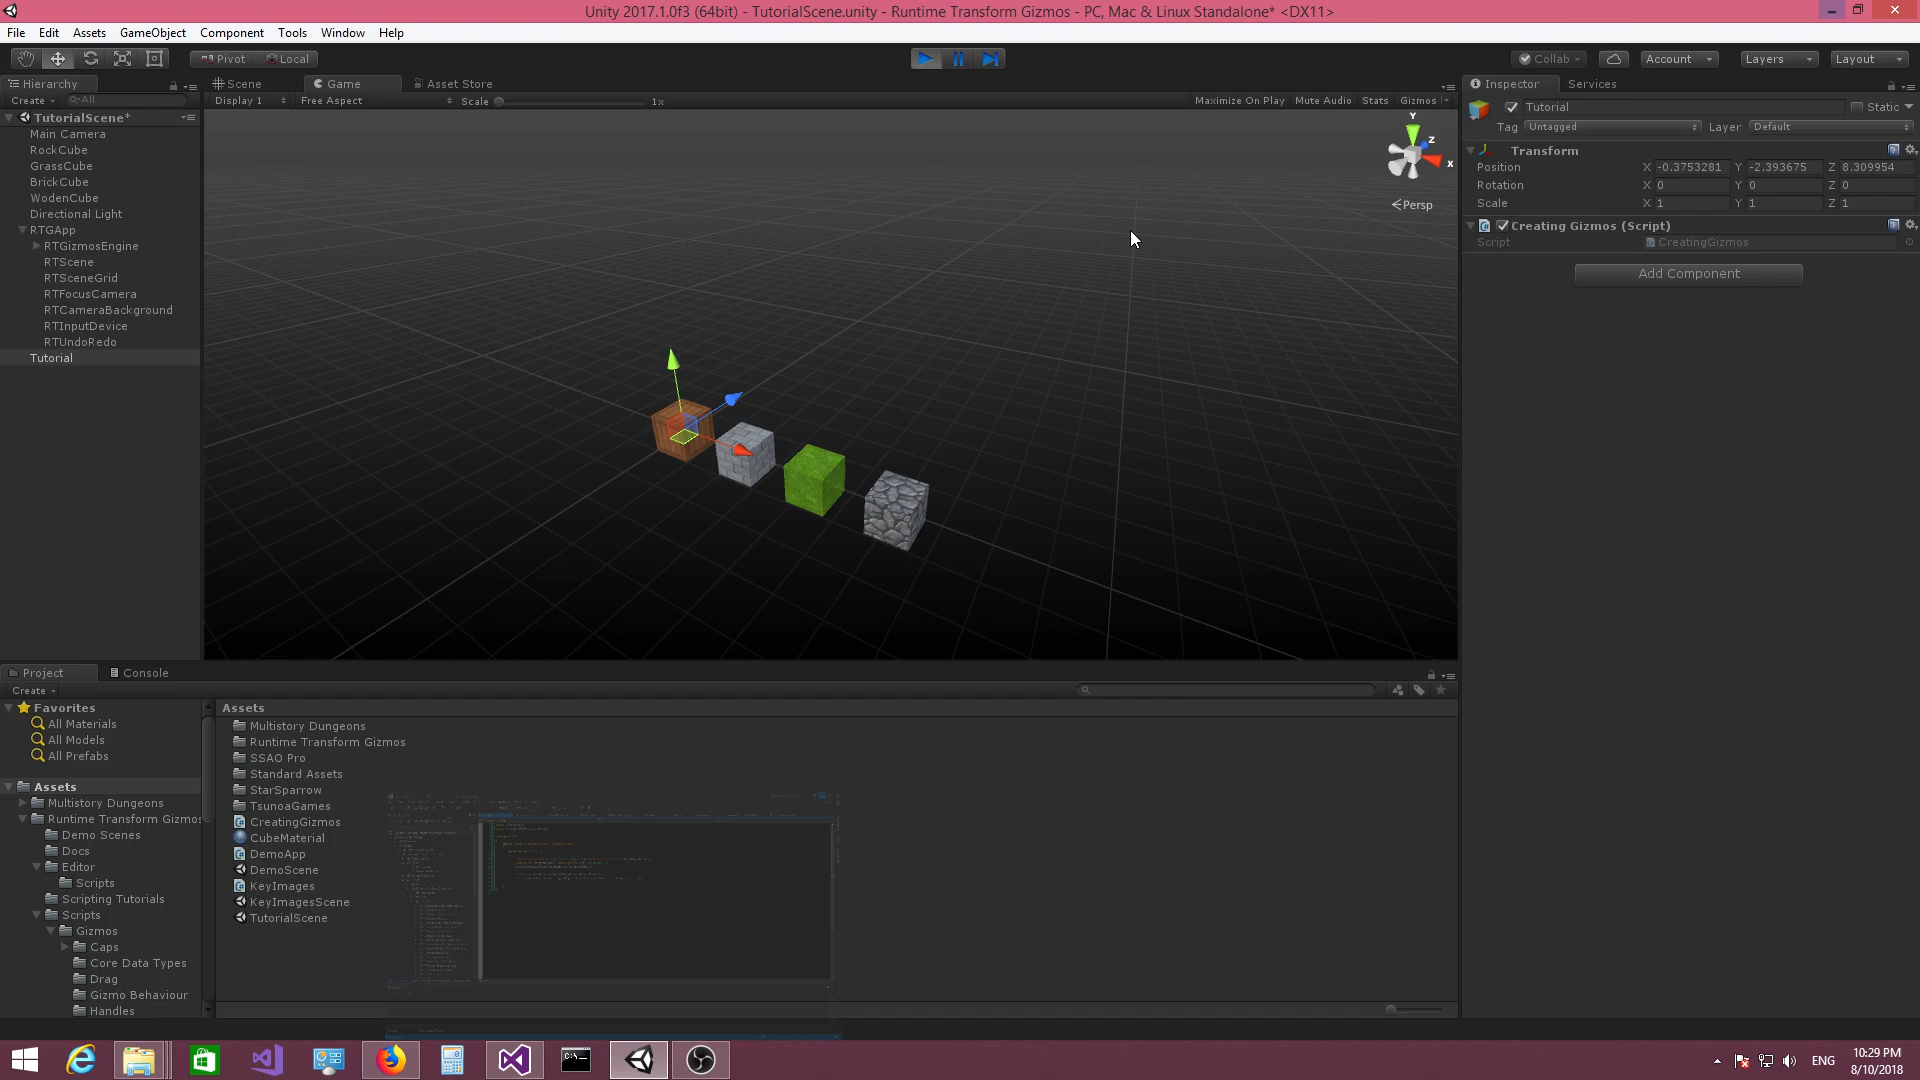 Unity 2017.1.0f3 (64bit) - TutorialScene.unity - Runtime Transform Gizmos - PC, Mac & Linux Standalone* <DX11>
File Edit Assets GameObject Component Tools Window Help
Pivot Local Collab Account Layers Layout
Hierarchy Scene Game Asset Store Inspector Services
Create All Display 1 Free Aspect Scale 1x Maximize On Play Mute Audio Stats Gizmos
Tutorial Static
Tag Untagged Layer Default
TutorialScene*
Main Camera
RockCube
GrassCube
BrickCube
WodenCube
Directional Light
RTGApp
RTGizmosEngine
RTScene
RTSceneGrid
RTFocusCamera
RTCameraBackground
RTInputDevice
RTUndoRedo
Tutorial
Y
Z
X
Persp
Transform
Position X -0.3753281 Y -2.393675 Z 8.309954
Rotation X 0 Y 0 Z 0
Scale X 1 Y 1 Z 1
Creating Gizmos (Script)
Script CreatingGizmos
Add Component
Project Console
Create
Favorites
All Materials
All Models
All Prefabs
Assets
Multistory Dungeons
Runtime Transform Gizmos
Demo Scenes
Docs
Editor
Scripts
Scripting Tutorials
Scripts
Gizmos
Caps
Core Data Types
Drag
Gizmo Behaviour
Handles
Assets
Multistory Dungeons
Runtime Transform Gizmos
SSAO Pro
Standard Assets
StarSparrow
TsunoaGames
CreatingGizmos
CubeMaterial
DemoApp
DemoScene
KeyImages
KeyImagesScene
TutorialScene
ENG
10:29 PM
8/10/2018